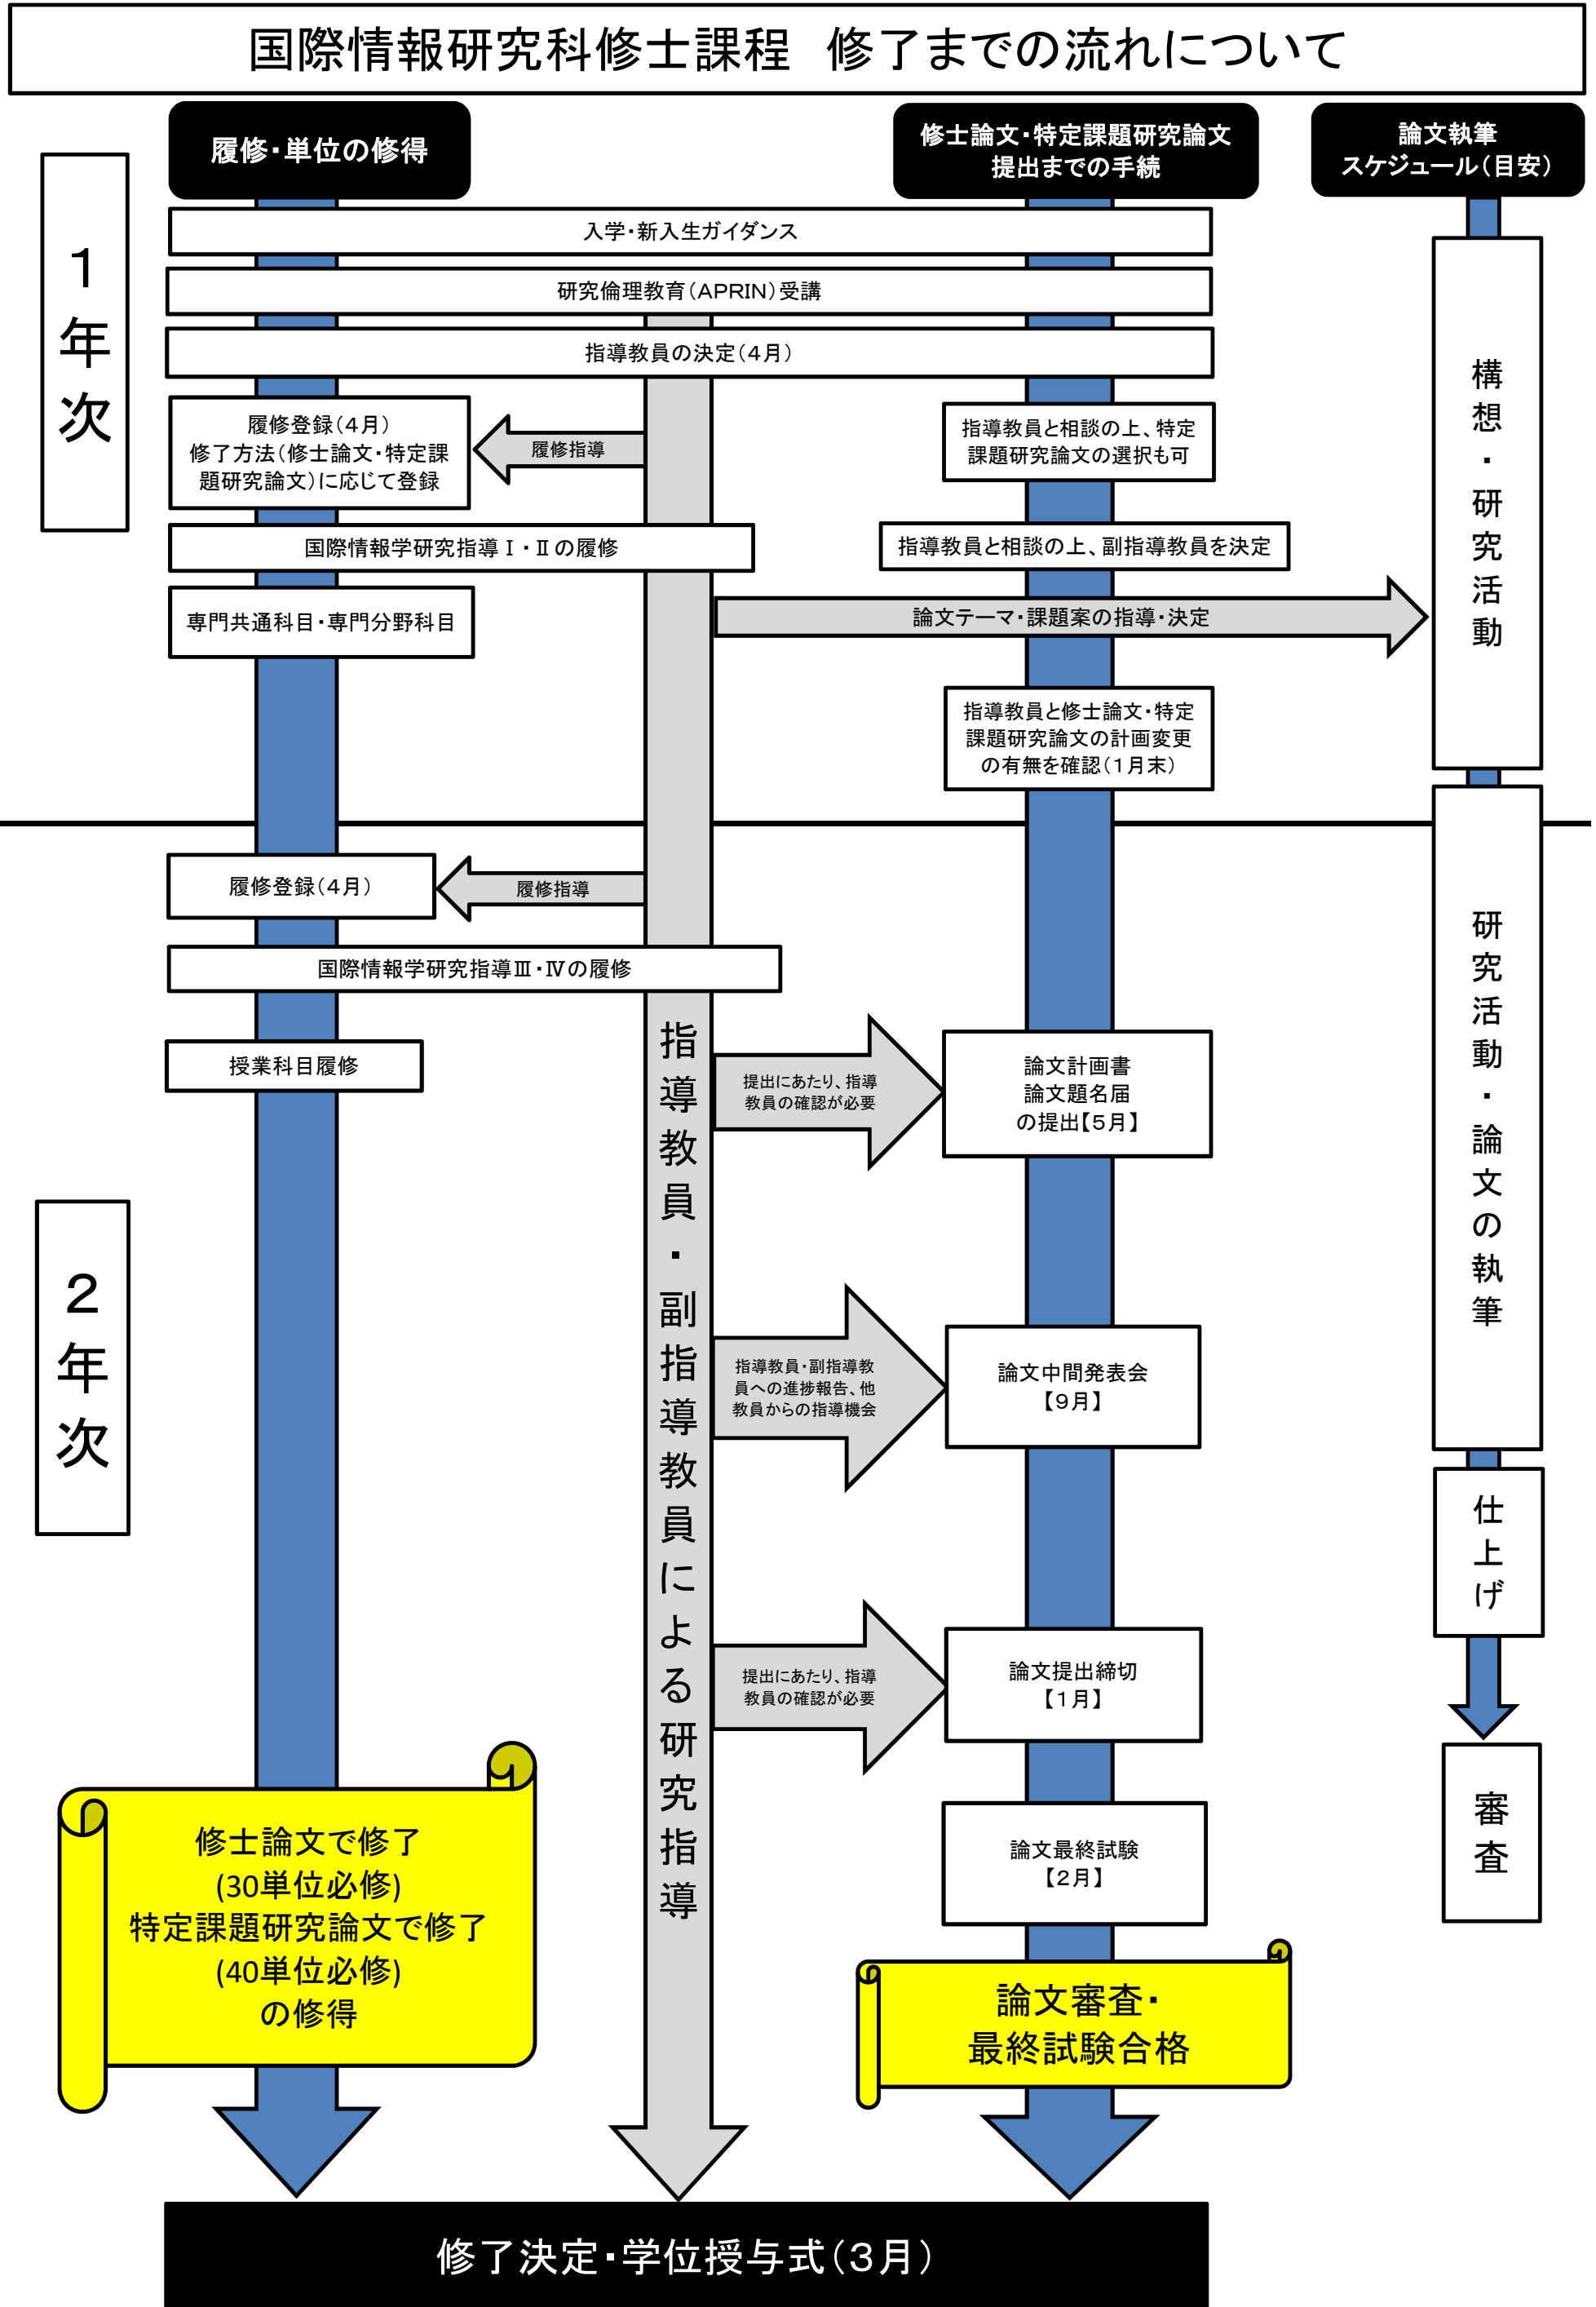 国際情報研究科修士課程　修了までの流れについて
履修・単位の修得
修士論文・特定課題研究論文
提出までの手続
論文執筆
スケジュール（目安）
1年次
入学・新入生ガイダンス
研究倫理教育（APRIN）受講
指導教員の決定（4月）
履修登録（4月）
修了方法（修士論文・特定課
題研究論文）に応じて登録
履修指導
指導教員と相談の上、特定
課題研究論文の選択も可
国際情報学研究指導Ⅰ・Ⅱの履修
指導教員と相談の上、副指導教員を決定
専門共通科目・専門分野科目
論文テーマ・課題案の指導・決定
指導教員と修士論文・特定
課題研究論文の計画変更
の有無を確認（1月末）
構想・研究活動
2年次
履修登録（4月）
履修指導
国際情報学研究指導Ⅲ・Ⅳの履修
授業科目履修
指導教員・副指導教員による研究指導
提出にあたり、指導
教員の確認が必要
論文計画書
論文題名届
の提出【5月】
指導教員・副指導教
員への進捗報告、他
教員からの指導機会
論文中間発表会
【9月】
研究活動・論文の執筆
提出にあたり、指導
教員の確認が必要
論文提出締切
【1月】
仕上げ
論文最終試験
【2月】
審査
修士論文で修了
(30単位必修)
特定課題研究論文で修了
(40単位必修)
の修得
論文審査・
最終試験合格
修了決定・学位授与式（3月）